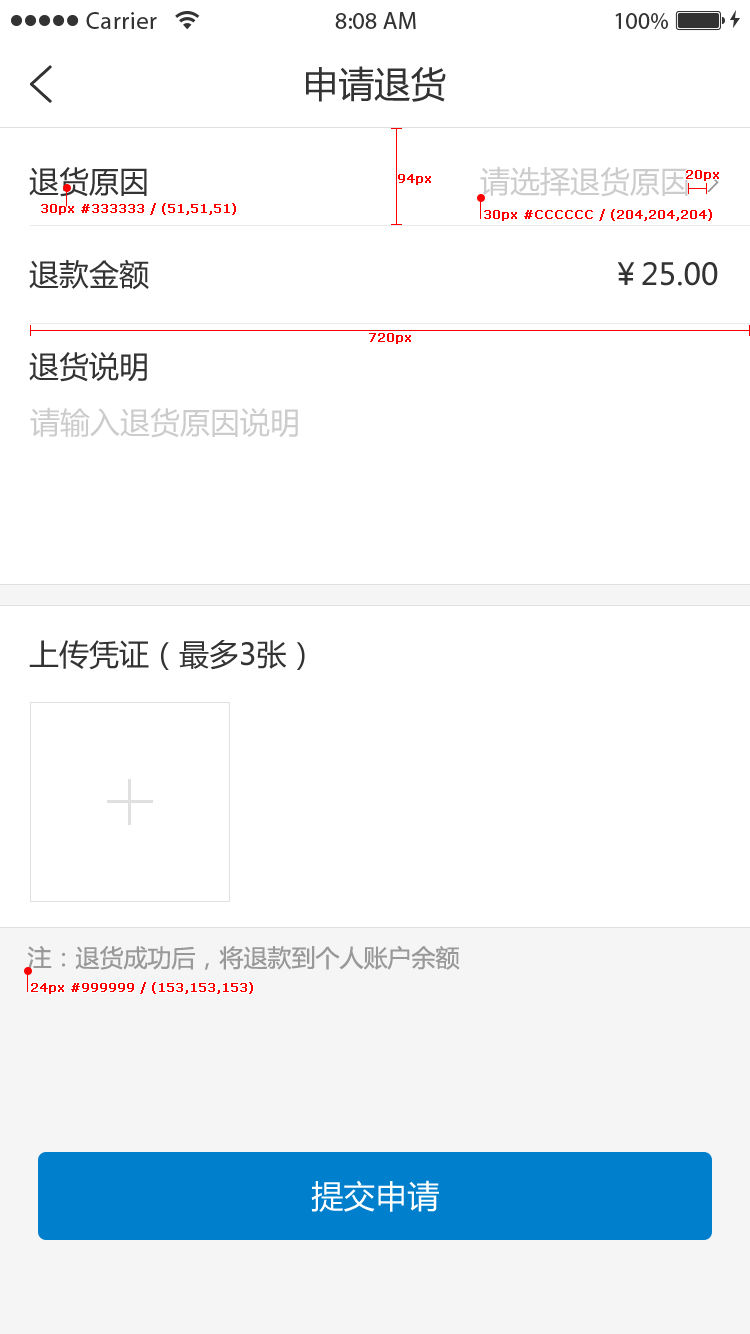 Carrier 8:08 AM 100%
申请退货
94px
退货原因 请选择退货原因 20px
30px #333333 / (51,51,51) 30px #CCCCCC / (204,204,204)
退款金额 ¥ 25.00
720px
退货说明
请输入退货原因说明
上传凭证（最多3张）
注：退货成功后，将退款到个人账户余额
24px #999999 / (153,153,153)
提交申请